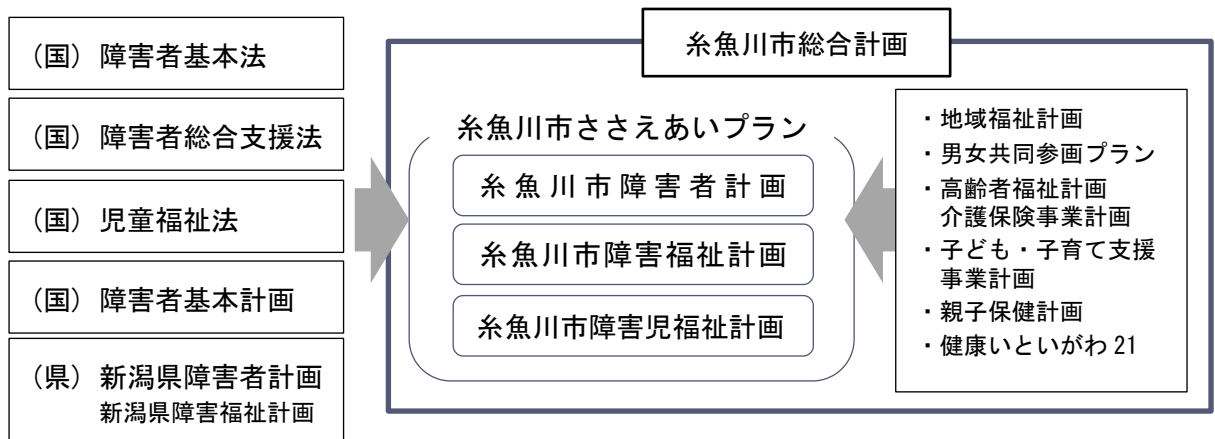 （国）障害者基本法
（国）障害者総合支援法
（国）児童福祉法
（国）障害者基本計画
（県）新潟県障害者計画
新潟県障害福祉計画
糸魚川市総合計画
糸魚川市ささえあいプラン
糸魚川市障害者計画
糸魚川市障害福祉計画
糸魚川市障害児福祉計画
・地域福祉計画
・男女共同参画プラン
・高齢者福祉計画
介護保険事業計画
・子ども・子育て支援
事業計画
・親子保健計画
・健康いといがわ 21